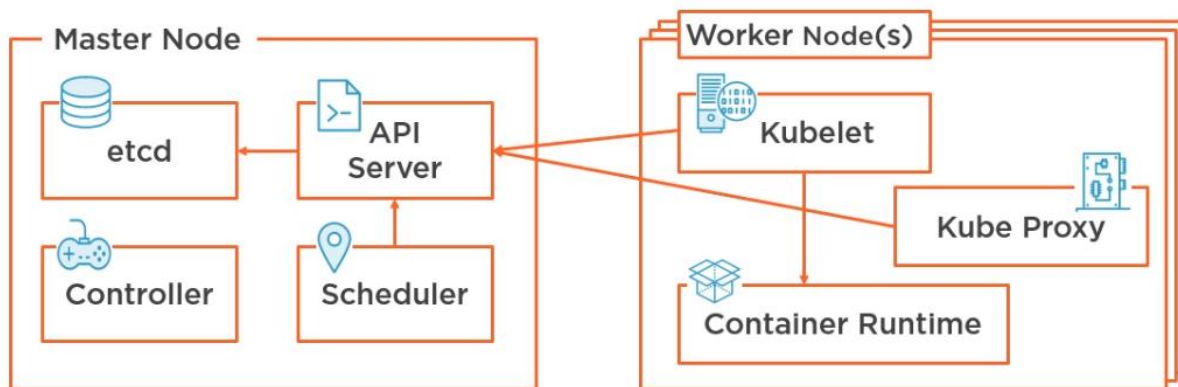 Master Node
Worker Node(s)
etcd
API
Server
Kubelet
Kube Proxy
Controller
Scheduler
Container Runtime